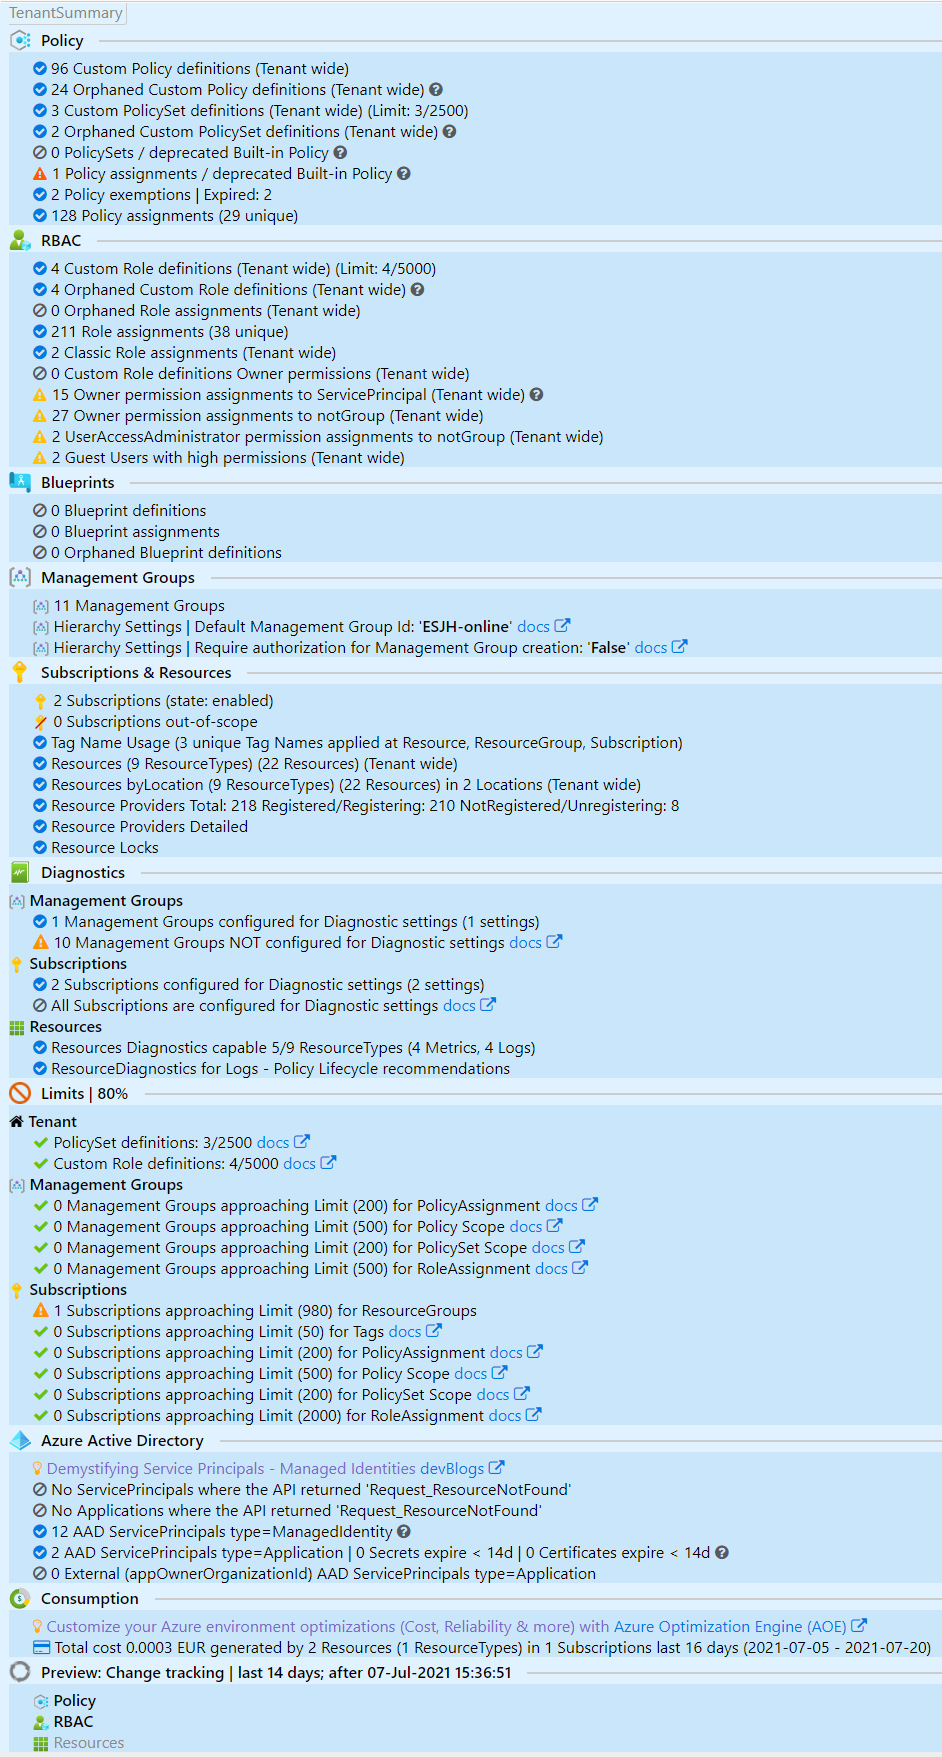 TenantSummary
Policy
96 Custom Policy definitions (Tenant wide)
24 Orphaned Custom Policy definitions (Tenant wide)
3 Custom PolicySet definitions (Tenant wide) (Limit: 3/2500)
2 Orphaned Custom PolicySet definitions (Tenant wide)
0 PolicySets / deprecated Built-in Policy
1 Policy assignments / deprecated Built-in Policy
2 Policy exemptions | Expired: 2
128 Policy assignments (29 unique)
RBAC
4 Custom Role definitions (Tenant wide) (Limit: 4/5000)
4 Orphaned Custom Role definitions (Tenant wide)
0 Orphaned Role assignments (Tenant wide)
211 Role assignments (38 unique)
2 Classic Role assignments (Tenant wide)
0 Custom Role definitions Owner permissions (Tenant wide)
15 Owner permission assignments to ServicePrincipal (Tenant wide)
27 Owner permission assignments to notGroup (Tenant wide)
2 UserAccessAdministrator permission assignments to notGroup (Tenant wide)
2 Guest Users with high permissions (Tenant wide)
Blueprints
0 Blueprint definitions
0 Blueprint assignments
0 Orphaned Blueprint definitions
Management Groups
11 Management Groups
Hierarchy Settings | Default Management Group Id: 'ESJH-online' docs
Hierarchy Settings | Require authorization for Management Group creation: 'False' docs
Subscriptions & Resources
2 Subscriptions (state: enabled)
0 Subscriptions out-of-scope
Tag Name Usage (3 unique Tag Names applied at Resource, ResourceGroup, Subscription)
Resources (9 ResourceTypes) (22 Resources) (Tenant wide)
Resources byLocation (9 ResourceTypes) (22 Resources) in 2 Locations (Tenant wide)
Resource Providers Total: 218 Registered/Registering: 210 NotRegistered/Unregistering: 8
Resource Providers Detailed
Resource Locks
Diagnostics
Management Groups
1 Management Groups configured for Diagnostic settings (1 settings)
10 Management Groups NOT configured for Diagnostic settings docs
Subscriptions
2 Subscriptions configured for Diagnostic settings (2 settings)
All Subscriptions are configured for Diagnostic settings docs
Resources
Resources Diagnostics capable 5/9 ResourceTypes (4 Metrics, 4 Logs)
ResourceDiagnostics for Logs - Policy Lifecycle recommendations
Limits | 80%
Tenant
PolicySet definitions: 3/2500 docs
Custom Role definitions: 4/5000 docs
Management Groups
0 Management Groups approaching Limit (200) for PolicyAssignment docs
0 Management Groups approaching Limit (500) for Policy Scope docs
0 Management Groups approaching Limit (200) for PolicySet Scope docs
0 Management Groups approaching Limit (500) for RoleAssignment docs
Subscriptions
1 Subscriptions approaching Limit (980) for ResourceGroups
0 Subscriptions approaching Limit (50) for Tags docs
0 Subscriptions approaching Limit (200) for PolicyAssignment docs
0 Subscriptions approaching Limit (500) for Policy Scope docs
0 Subscriptions approaching Limit (200) for PolicySet Scope docs
0 Subscriptions approaching Limit (2000) for RoleAssignment docs
Azure Active Directory
Demystifying Service Principals - Managed Identities devBlogs
No ServicePrincipals where the API returned 'Request_ResourceNotFound'
No Applications where the API returned 'Request_ResourceNotFound'
12 AAD ServicePrincipals type=ManagedIdentity
2 AAD ServicePrincipals type=Application | 0 Secrets expire < 14d | 0 Certificates expire < 14d
0 External (appOwnerOrganizationId) AAD ServicePrincipals type=Application
Consumption
Customize your Azure environment optimizations (Cost, Reliability & more) with Azure Optimization Engine (AOE)
Total cost 0.0003 EUR generated by 2 Resources (1 ResourceTypes) in 1 Subscriptions last 16 days (2021-07-05 - 2021-07-20)
Preview: Change tracking | last 14 days; after 07-Jul-2021 15:36:51
Policy
RBAC
Resources